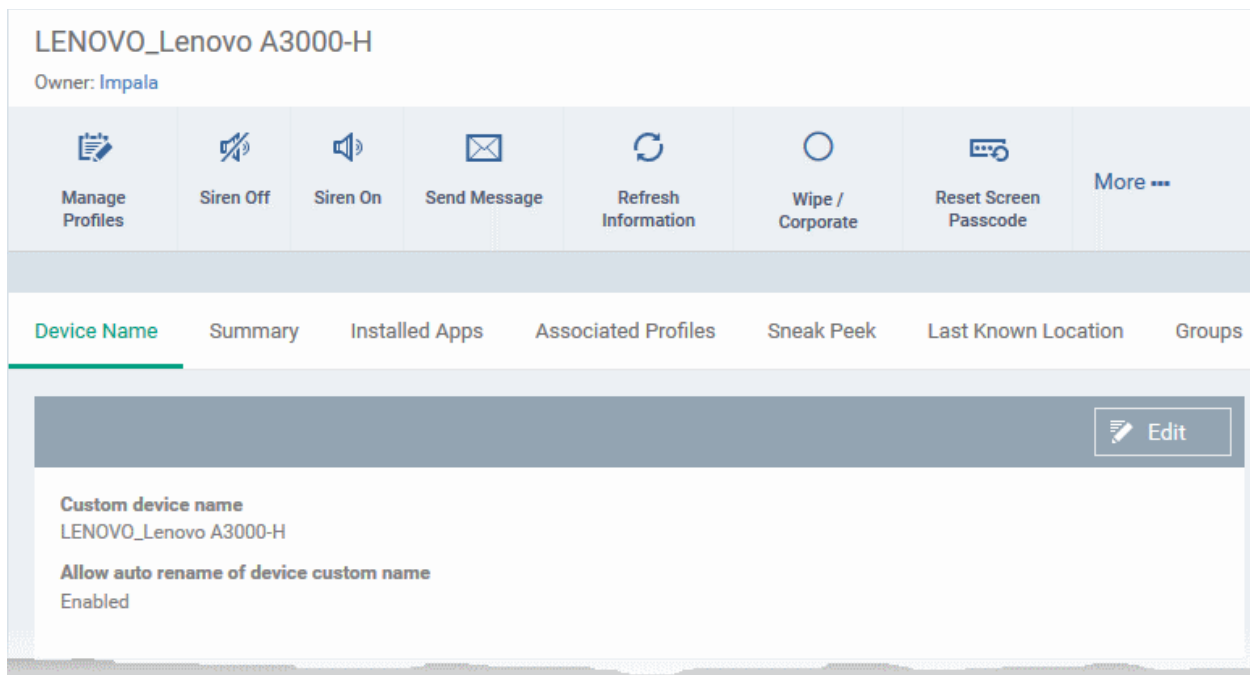 LENOVO_Lenovo A3000-H
Owner: Impala
Manage
Profiles
Siren Off
Siren On
Send Message
Refresh
Information
Wipe /
Corporate
Reset Screen
Passcode
More
Device Name
Summary
Installed Apps
Associated Profiles
Sneak Peek
Last Known Location
Groups
Edit
Custom device name
LENOVO_Lenovo A3000-H
Allow auto rename of device custom name
Enabled